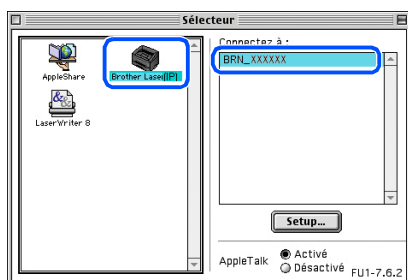 Sélecteur
Connectez à :
AppleShare
Brother Laser(IP)
BRN_XXXXXX
LaserWriter 8
Setup...
AppleTalk
Activé
Désactivé
FU1-7.6.2